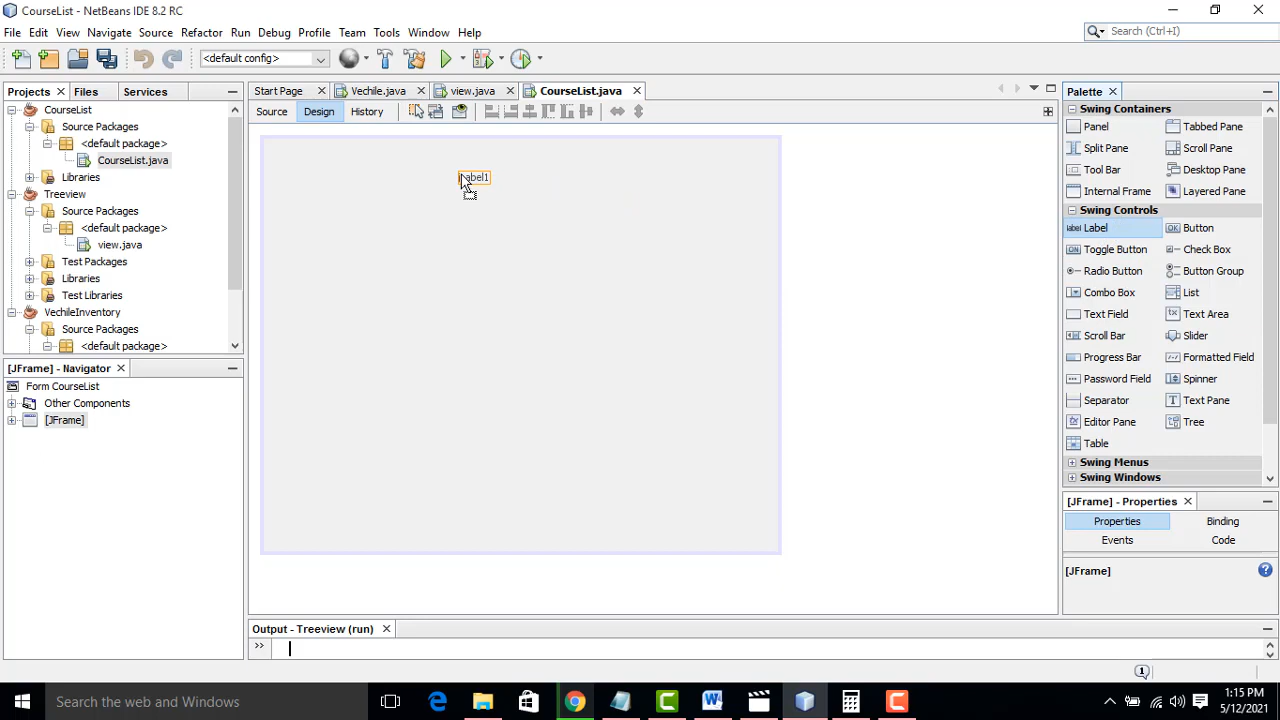 CourseList - NetBeans IDE 8.2 RC
File Edit View Navigate Source Refactor Run Debug Profile Team Tools Window Help
Search (Ctrl+I)
<default config>
Projects Files Services
Start Page Vechile.java view.java CourseList.java
Palette
Source Design History
CourseList
Source Packages
<default package>
CourseList.java
Libraries
Treeview
Source Packages
<default package>
view.java
Test Packages
Libraries
Test Libraries
VechileInventory
Source Packages
<default package>
[JFrame] - Navigator
Form CourseList
Other Components
[JFrame]
Swing Containers
Panel Tabbed Pane
Split Pane Scroll Pane
Tool Bar Desktop Pane
Internal Frame Layered Pane
Swing Controls
label Label OK Button
ON Toggle Button Check Box
Radio Button Button Group
Combo Box List
Text Field Text Area
Scroll Bar Slider
Progress Bar Formatted Field
Password Field Spinner
Separator Text Pane
Editor Pane Tree
Table
Swing Menus
Swing Windows
[JFrame] - Properties
Properties Binding
Events Code
[JFrame]
Output - Treeview (run)
>>
1
Search the web and Windows
1:15 PM
5/12/2021